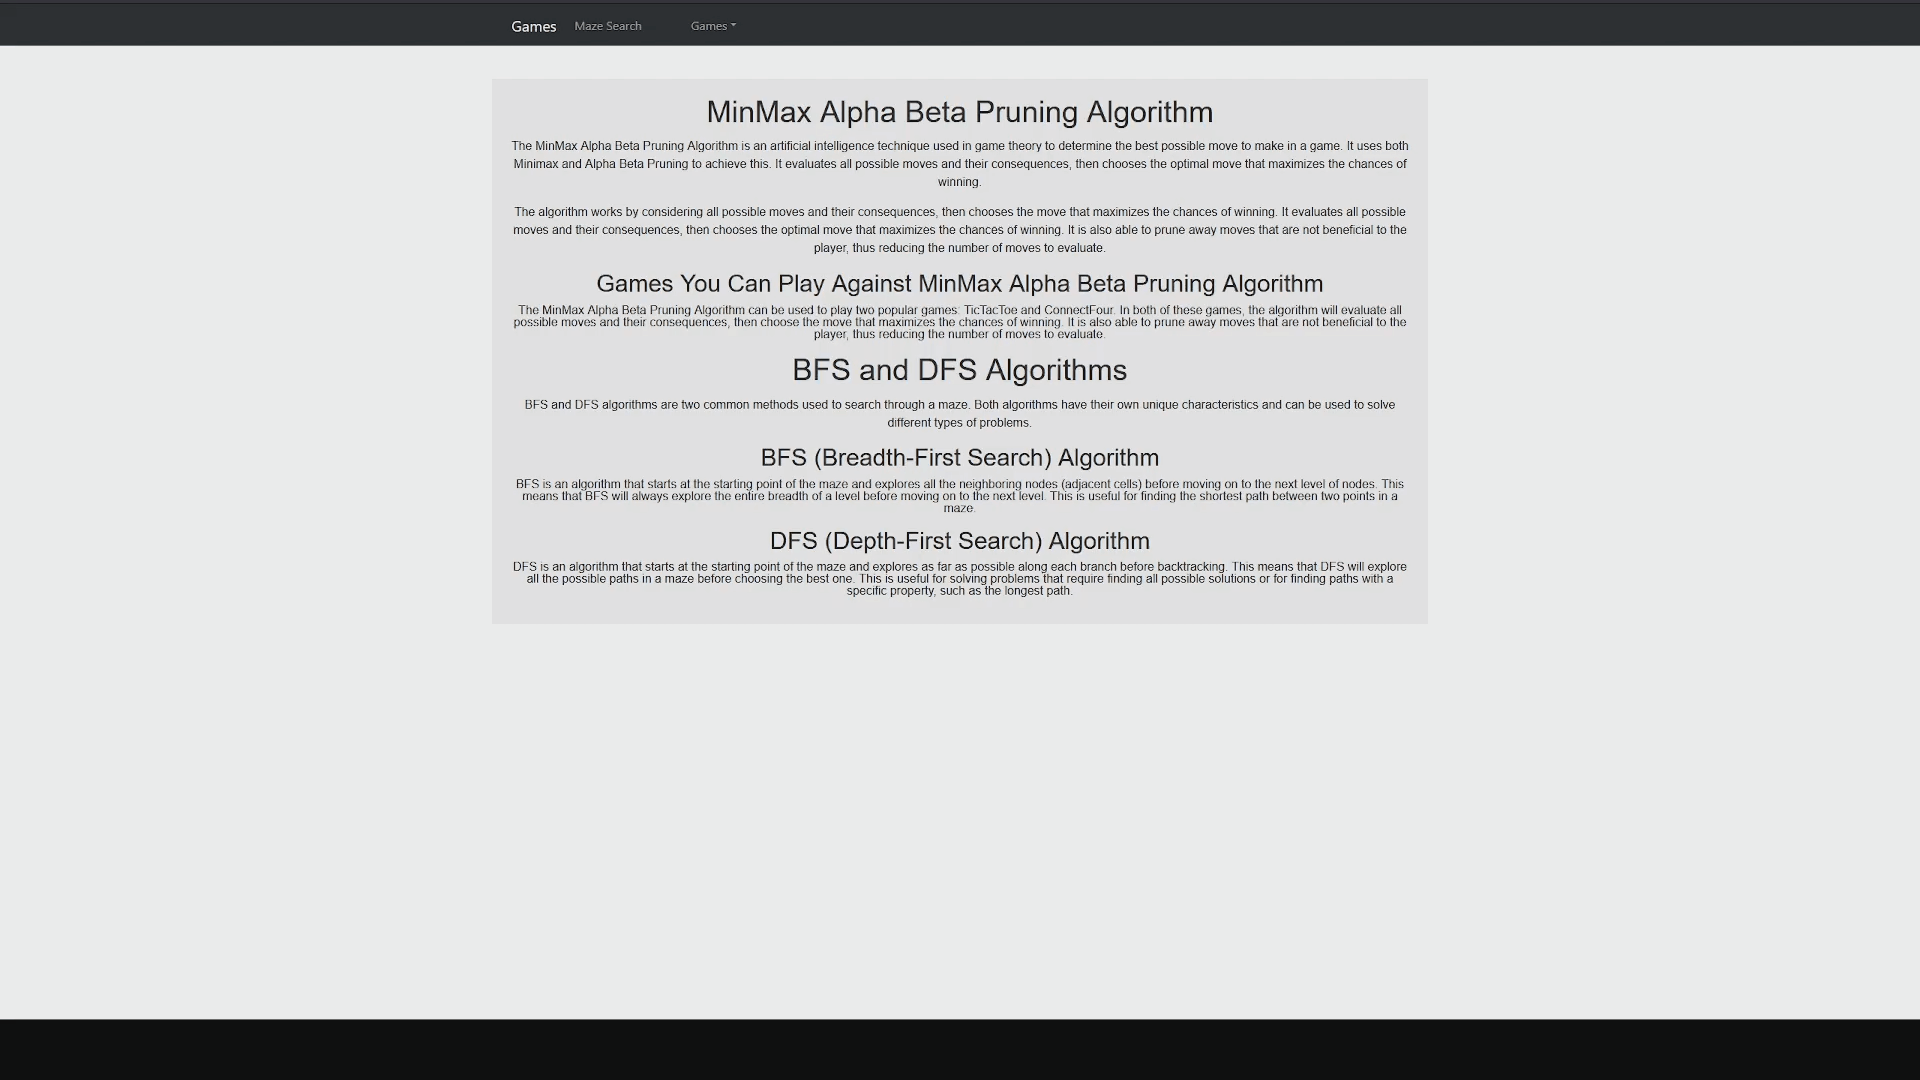 Games Maze Search Games
MinMax Alpha Beta Pruning Algorithm
The MinMax Alpha Beta Pruning Algorithm is an artificial intelligence technique used in game theory to determine the best possible move to make in a game. It uses both
Minimax and Alpha Beta Pruning to achieve this. It evaluates all possible moves and their consequences, then chooses the optimal move that maximizes the chances of
winning.
The algorithm works by considering all possible moves and their consequences, then chooses the move that maximizes the chances of winning. It evaluates all possible
moves and their consequences, then chooses the optimal move that maximizes the chances of winning. It is also able to prune away moves that are not beneficial to the
player, thus reducing the number of moves to evaluate.
Games You Can Play Against MinMax Alpha Beta Pruning Algorithm
The MinMax Alpha Beta Pruning Algorithm can be used to play two popular games: TicTacToe and ConnectFour. In both of these games, the algorithm will evaluate all
possible moves and their consequences, then choose the move that maximizes the chances of winning. It is also able to prune away moves that are not beneficial to the
player, thus reducing the number of moves to evaluate.
BFS and DFS Algorithms
BFS and DFS algorithms are two common methods used to search through a maze. Both algorithms have their own unique characteristics and can be used to solve
different types of problems.
BFS (Breadth-First Search) Algorithm
BFS is an algorithm that starts at the starting point of the maze and explores all the neighboring nodes (adjacent cells) before moving on to the next level of nodes. This
means that BFS will always explore the entire breadth of a level before moving on to the next level. This is useful for finding the shortest path between two points in a
maze.
DFS (Depth-First Search) Algorithm
DFS is an algorithm that starts at the starting point of the maze and explores as far as possible along each branch before backtracking. This means that DFS will explore
all the possible paths in a maze before choosing the best one. This is useful for solving problems that require finding all possible solutions or for finding paths with a
specific property, such as the longest path.